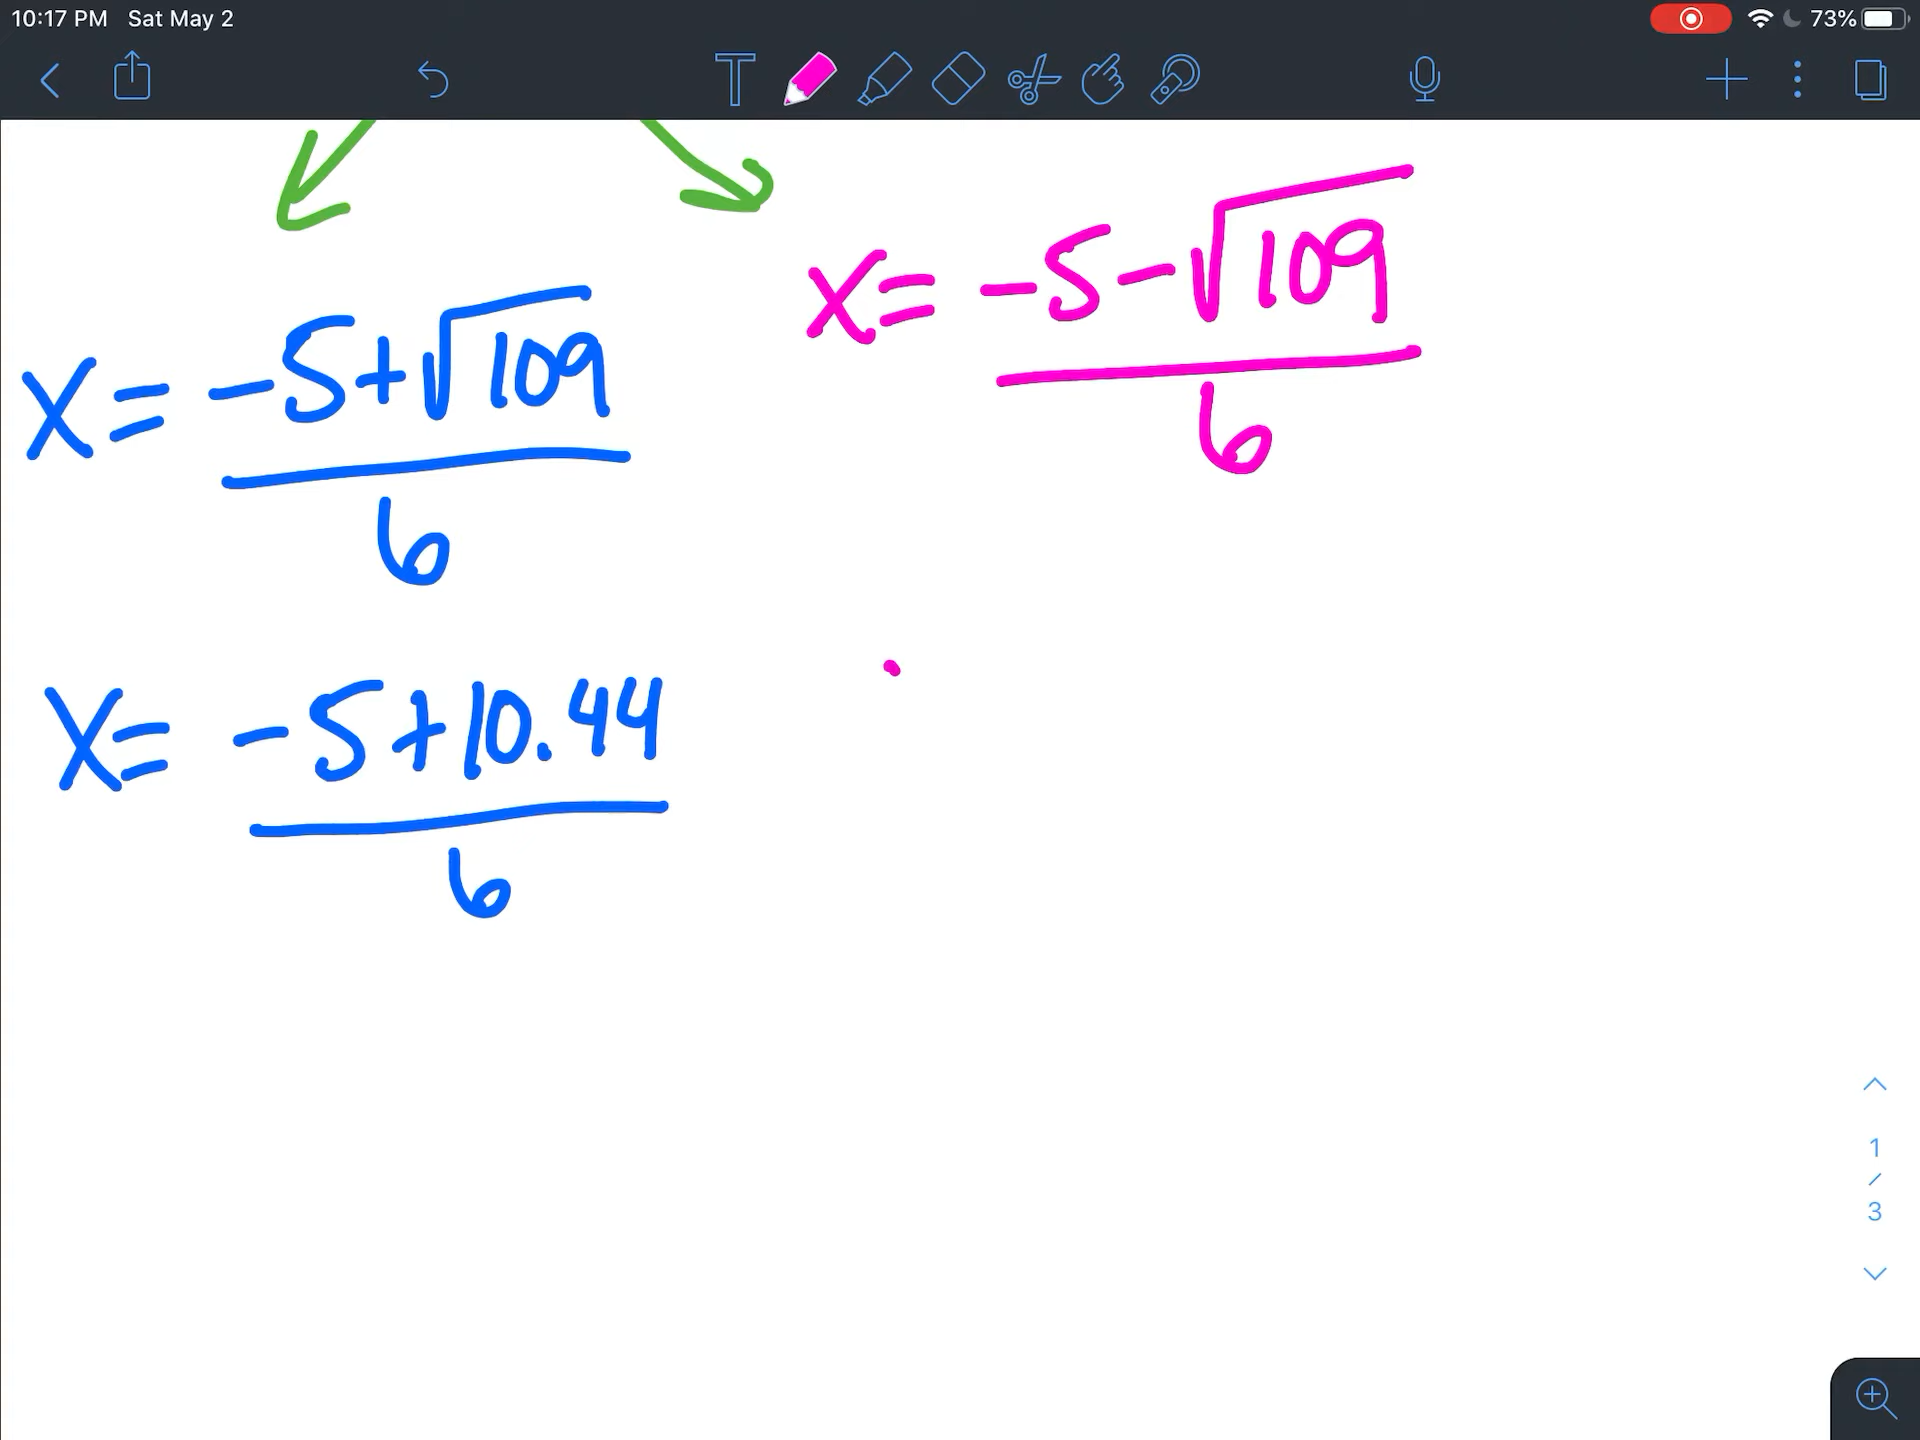 10:17 PM Sat May 2
73%
T
x = -5+√109
6
x = -5-√109
6
x = -5+10.44
6
1
/
3